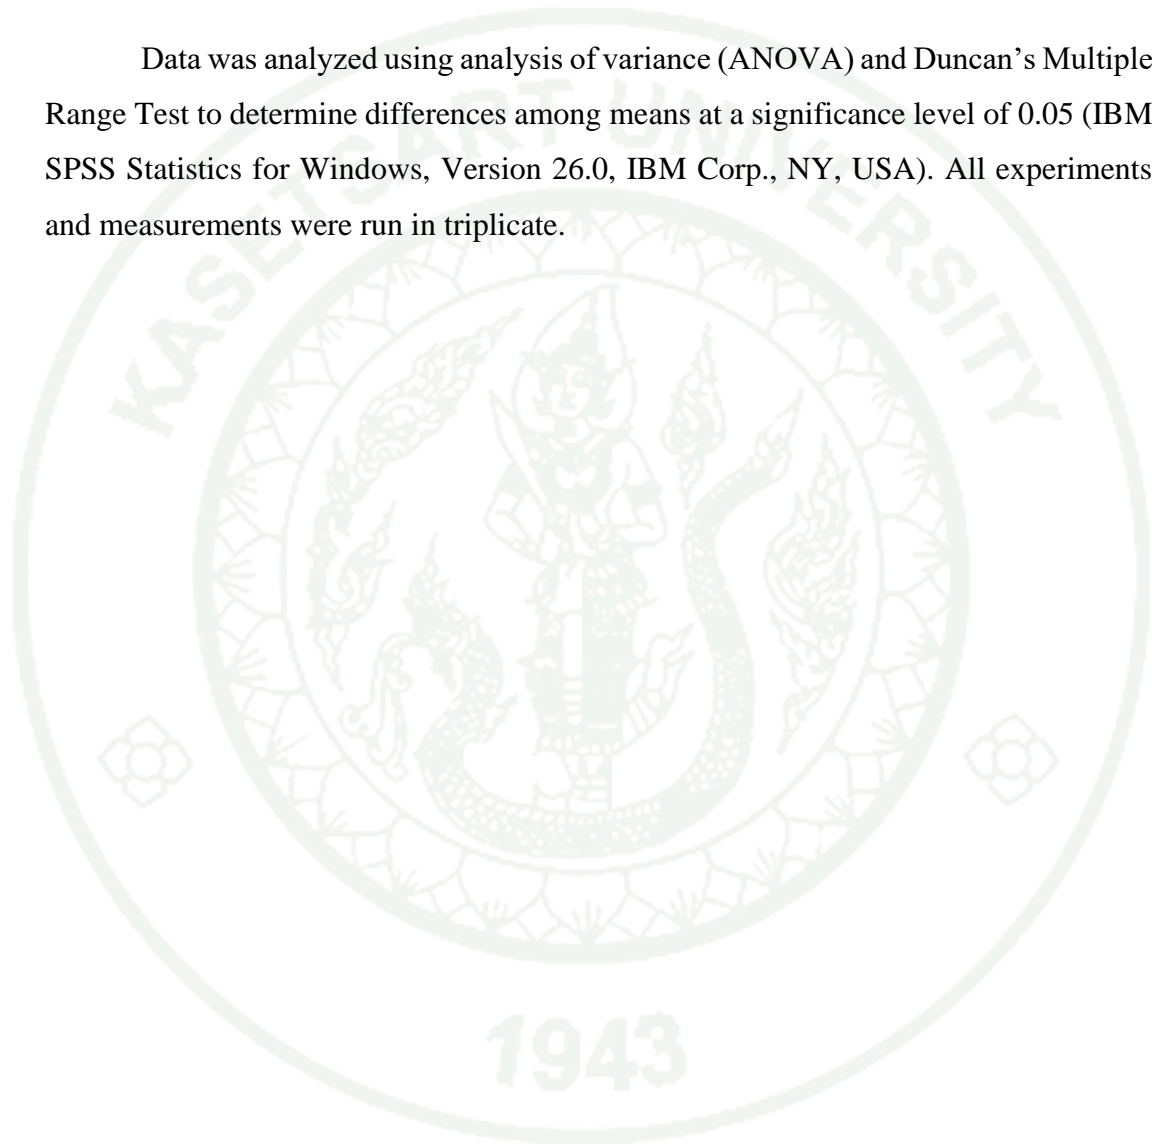 Data was analyzed using analysis of variance (ANOVA) and Duncan’s Multiple
Range Test to determine differences among means at a significance level of 0.05 (IBM
SPSS Statistics for Windows, Version 26.0, IBM Corp., NY, USA). All experiments
and measurements were run in triplicate.
KASETSART UNIVERSITY
1943